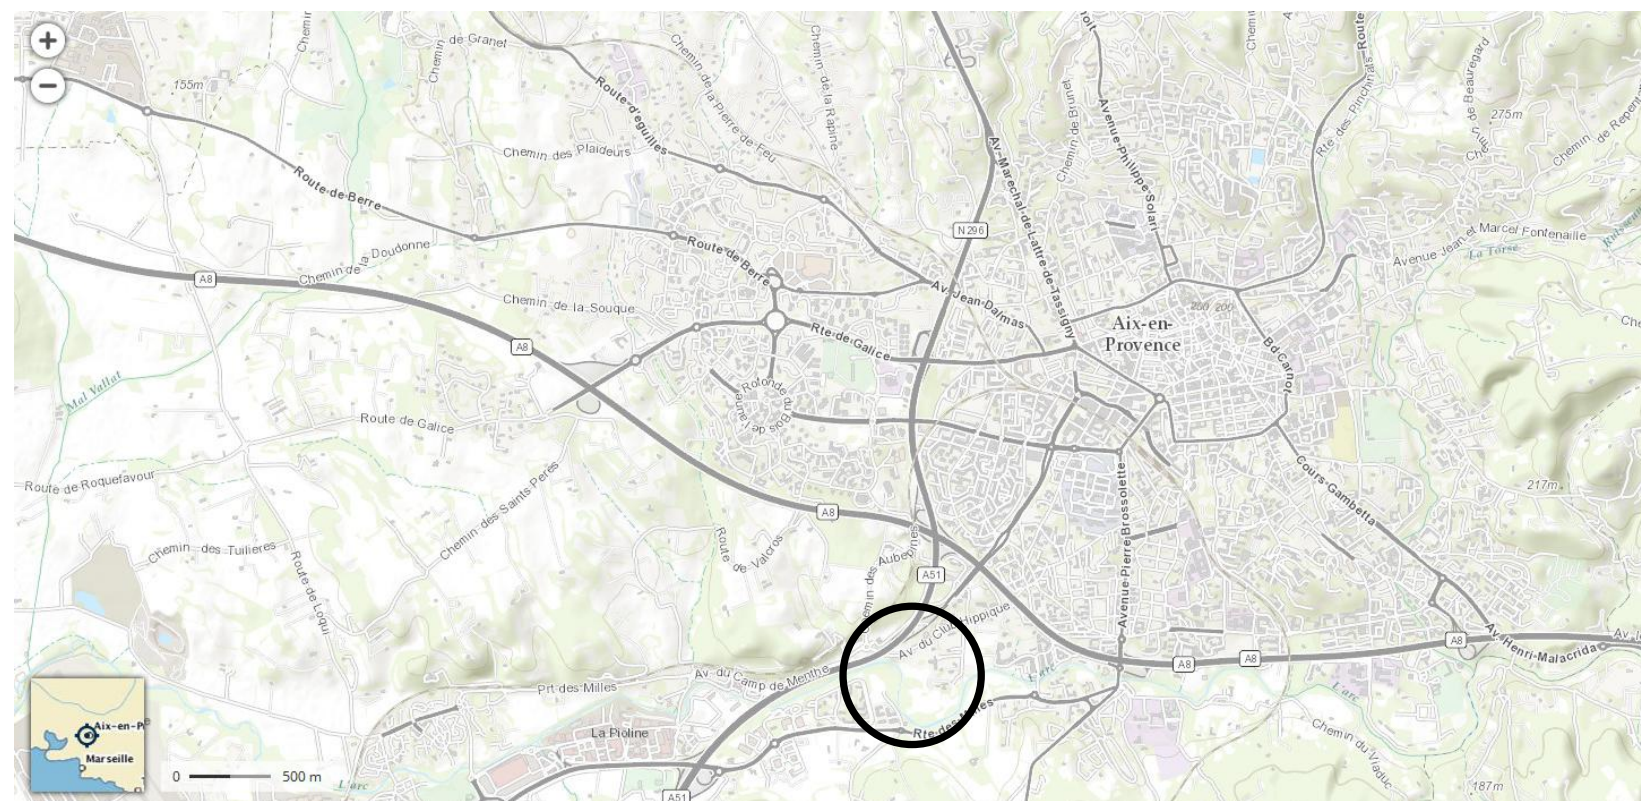 +
−
155m
Chemin
Chemin
de Granet
Chemin de la Pierre de Feu
Chemin de la Rapine
Route d'eguilles
Chemin des Plaideurs
Route de Berre
Av. Marechal de Lattre de Tassigny
Chemin de Brunet
Avenue Philippe Solari
Chemin de Beauregard
275m
Chemin
Rte des Pinchinats
Route
N296
Avenue Jean et Marcel Fontenaille
La Torse
Chemin de la Doudonne
A8
Route de Berre
Chemin de la Souque
Av. Jean Dalmas
200 200
Aix-en-
Provence
Rte de Galice
Bd Carnot
A8
Mal Vallat
Rotonde du Bois de l'aune
Route de Galice
Route de Roquefavour
Chemin des Saints Peres
Cours Gambetta
217m
Avenue Pierre Brossolette
A8
Chemin des Tuilieres
Route de Loqui
Route de Valcros
Chemin des Aubepines
A51
Av. du Club Hippique
A8
A8
A8
Av. Henri Malacrida
Av. du Camp de Menthe
Prt des Milles
L'arc
L'arc
La Pioline
Rte des Milles
Chemin du Viaduc
L'arc
187m
A51
Aix-en-P
Marseille
0
500 m